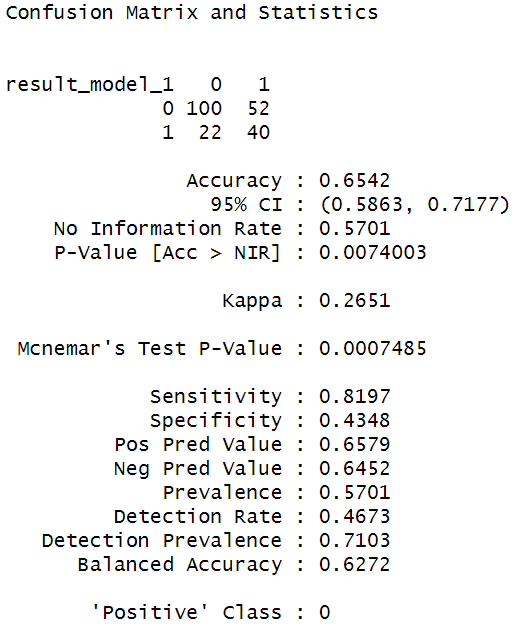 Confusion Matrix and Statistics
result_model_1 0 1
0 100 52
1 22 40
Accuracy : 0.6542
95% CI : (0.5863, 0.7177)
No Information Rate : 0.5701
P-Value [Acc > NIR] : 0.0074003
Kappa : 0.2651
Mcnemar's Test P-Value : 0.0007485
Sensitivity : 0.8197
Specificity : 0.4348
Pos Pred Value : 0.6579
Neg Pred Value : 0.6452
Prevalence : 0.5701
Detection Rate : 0.4673
Detection Prevalence : 0.7103
Balanced Accuracy : 0.6272
'Positive' Class : 0